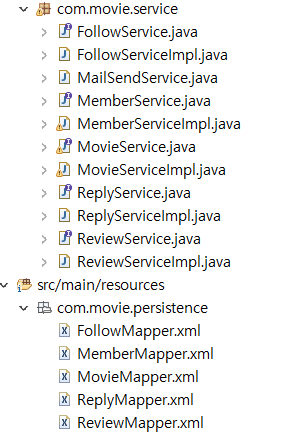 com.movie.service
FollowService.java
FollowServiceImpl.java
MailSendService.java
MemberService.java
MemberServiceImpl.java
MovieService.java
MovieServiceImpl.java
ReplyService.java
ReplyServiceImpl.java
ReviewService.java
ReviewServiceImpl.java
src/main/resources
com.movie.persistence
FollowMapper.xml
MemberMapper.xml
MovieMapper.xml
ReplyMapper.xml
ReviewMapper.xml